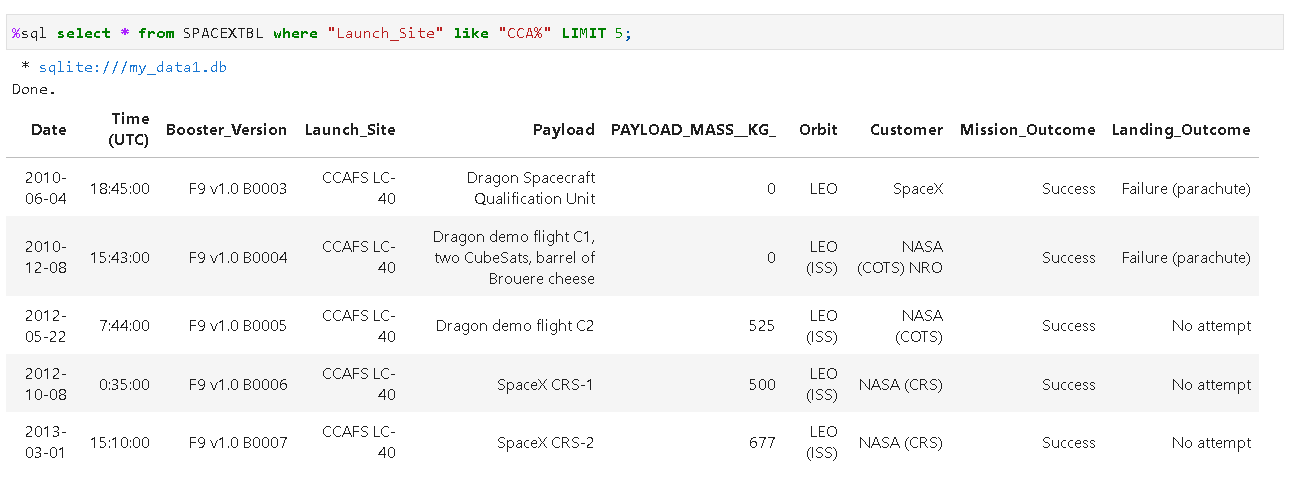 %sql select * from SPACEXTBL where "Launch_Site" like "CCA%" LIMIT 5;
* sqlite:///my_data1.db
Done.
Date Time (UTC) Booster_Version Launch_Site Payload PAYLOAD_MASS__KG_ Orbit Customer Mission_Outcome Landing_Outcome
2010-06-04 18:45:00 F9 v1.0 B0003 CCAFS LC-40 Dragon Spacecraft Qualification Unit 0 LEO SpaceX Success Failure (parachute)
2010-12-08 15:43:00 F9 v1.0 B0004 CCAFS LC-40 Dragon demo flight C1, two CubeSats, barrel of Brouere cheese 0 LEO (ISS) NASA (COTS) NRO Success Failure (parachute)
2012-05-22 7:44:00 F9 v1.0 B0005 CCAFS LC-40 Dragon demo flight C2 525 LEO (ISS) NASA (COTS) Success No attempt
2012-10-08 0:35:00 F9 v1.0 B0006 CCAFS LC-40 SpaceX CRS-1 500 LEO (ISS) NASA (CRS) Success No attempt
2013-03-01 15:10:00 F9 v1.0 B0007 CCAFS LC-40 SpaceX CRS-2 677 LEO (ISS) NASA (CRS) Success No attempt